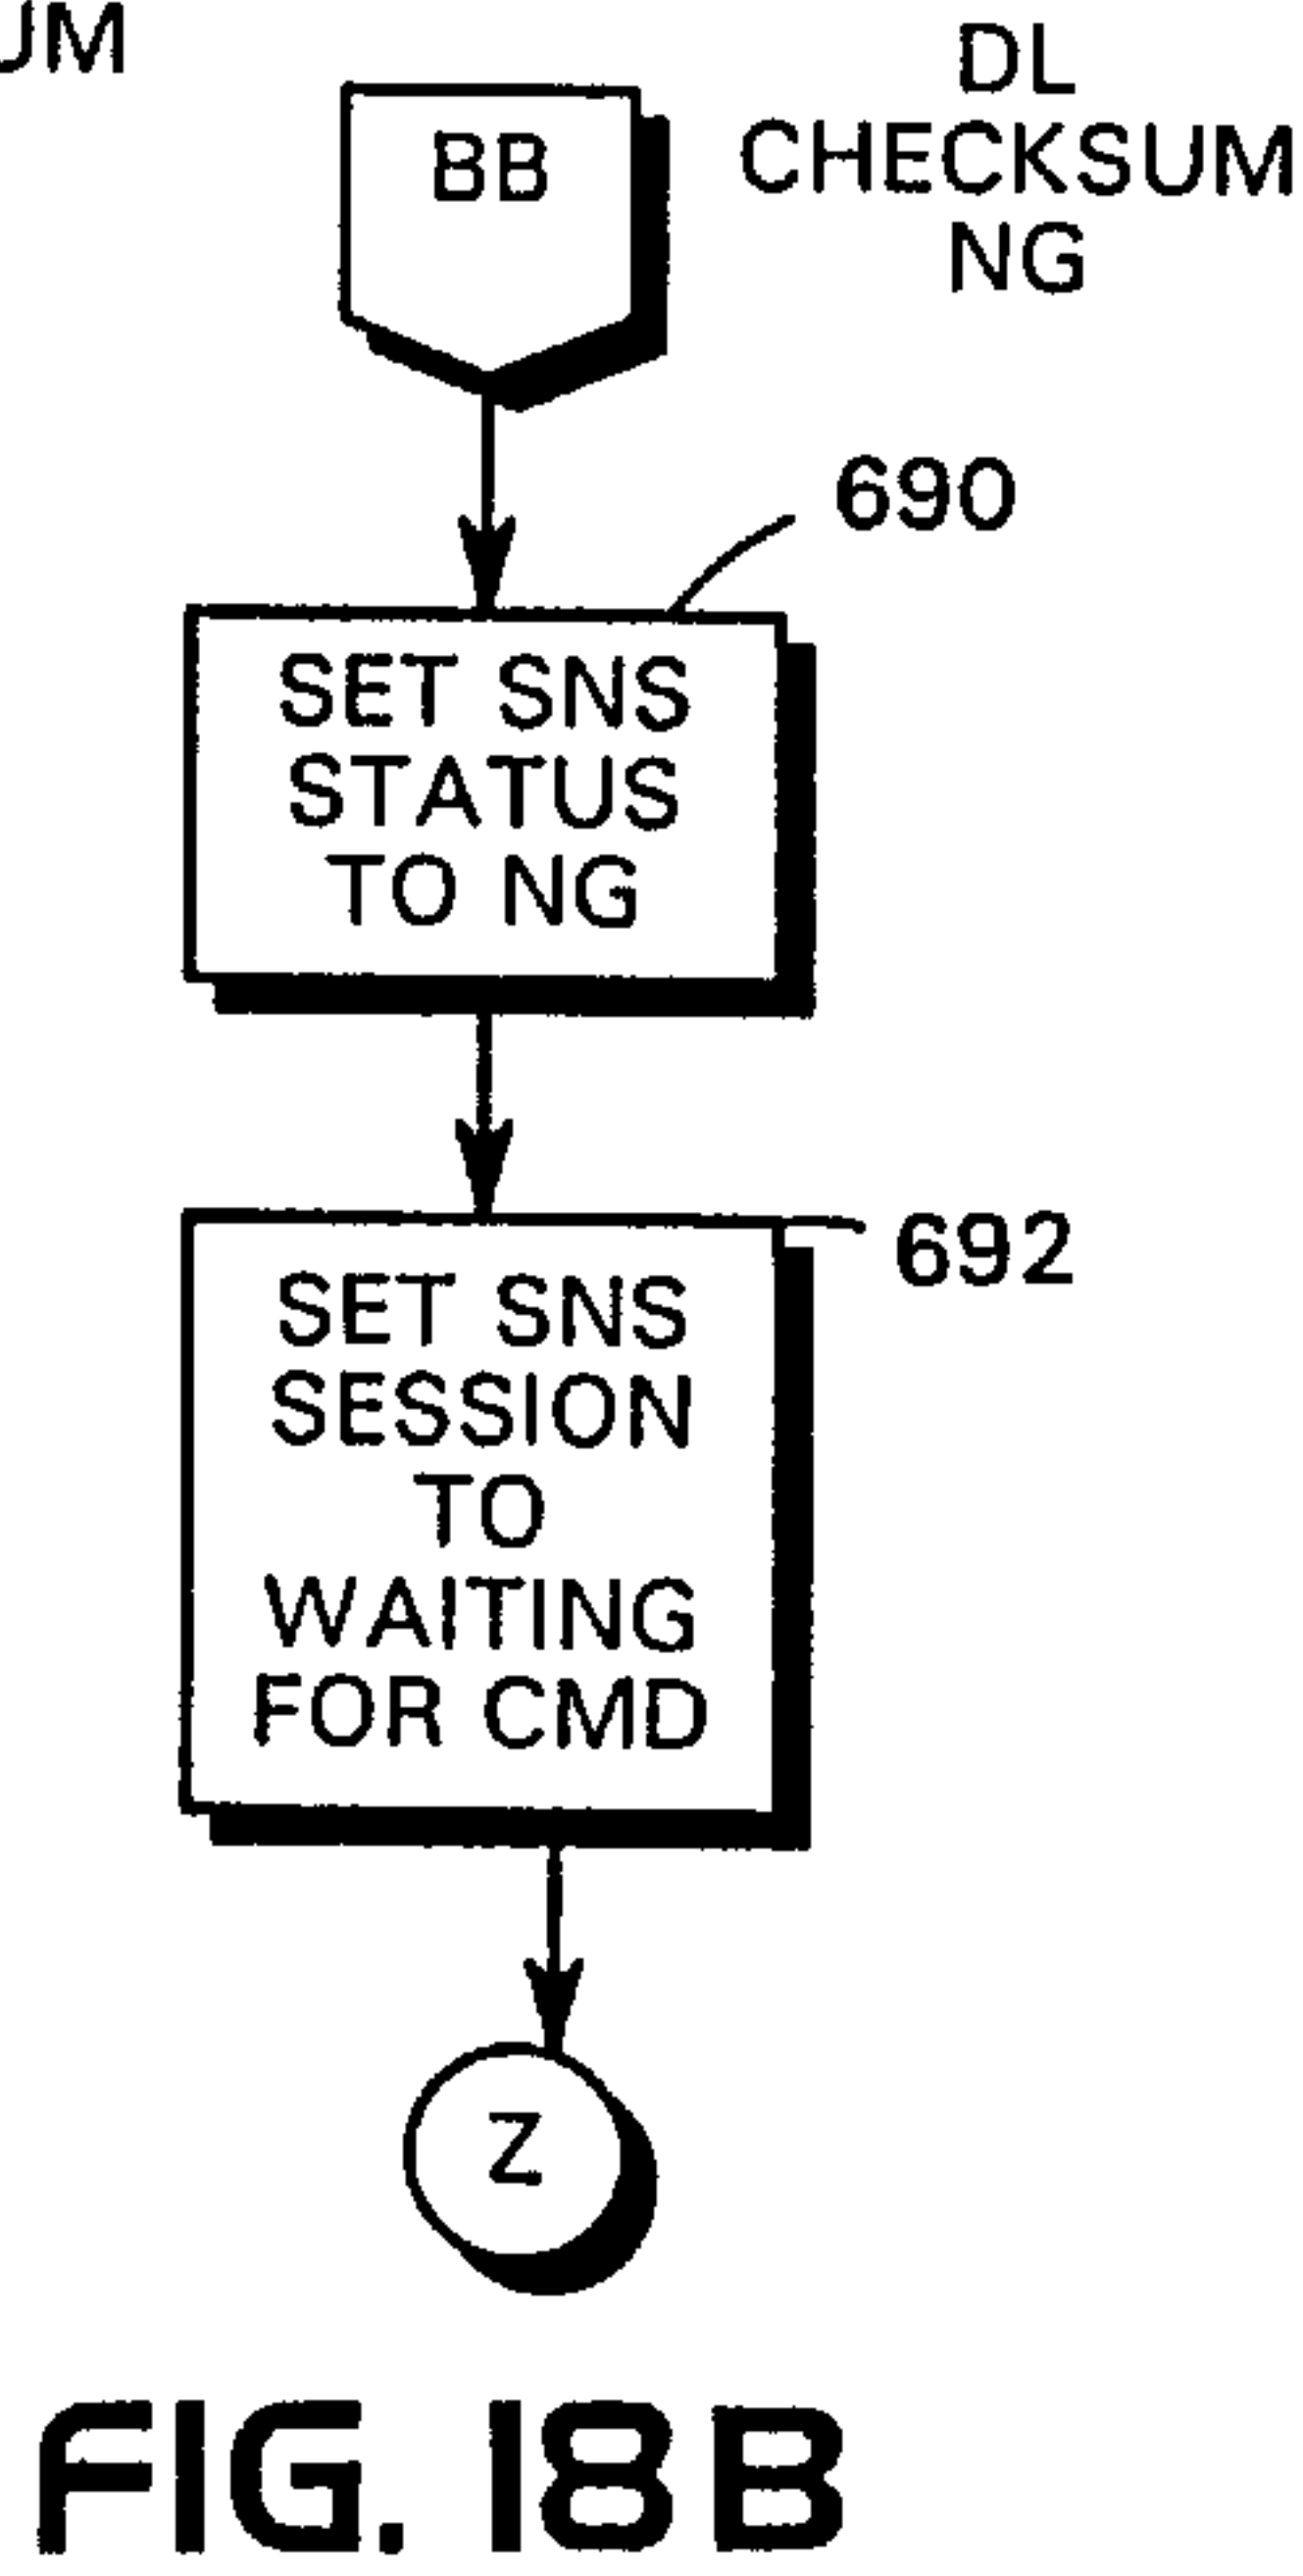 UM
BB
DL
CHECKSUM
NG
690
SET SNS
STATUS
TO NG
692
SET SNS
SESSION
TO
WAITING
FOR CMD
Z
FIG. 18B